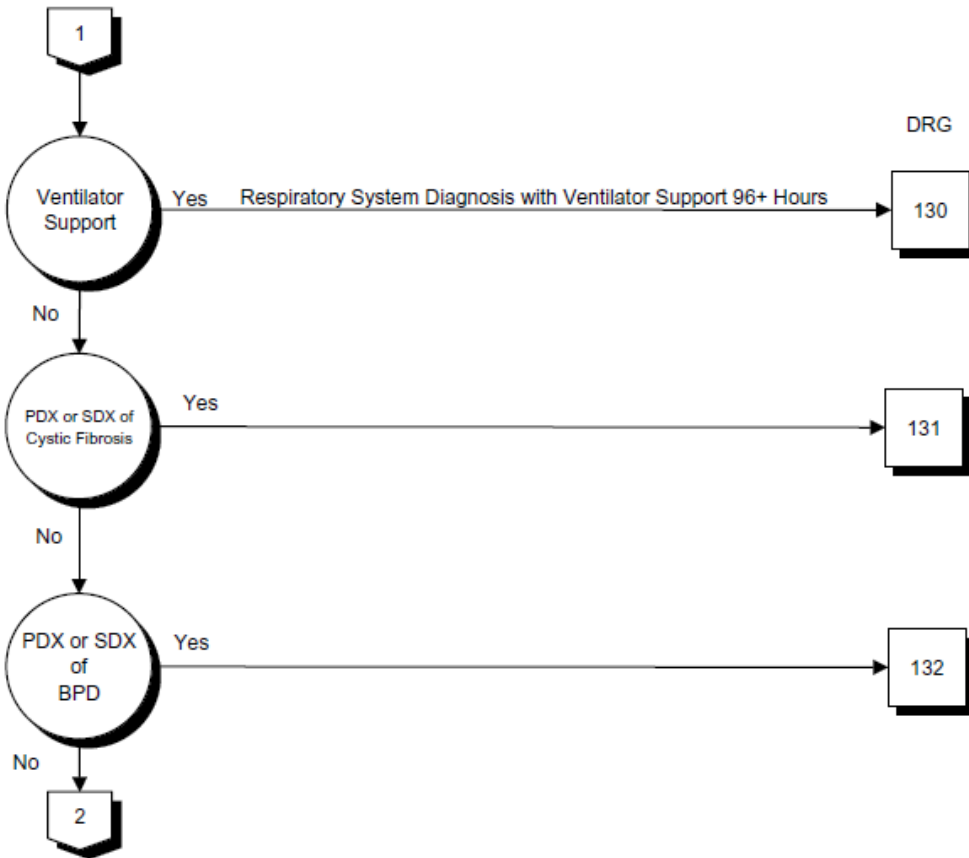 1
DRG
Ventilator
Support
Yes
Respiratory System Diagnosis with Ventilator Support 96+ Hours
130
No
PDX or SDX of
Cystic Fibrosis
Yes
131
No
PDX or SDX
of
BPD
Yes
132
No
2